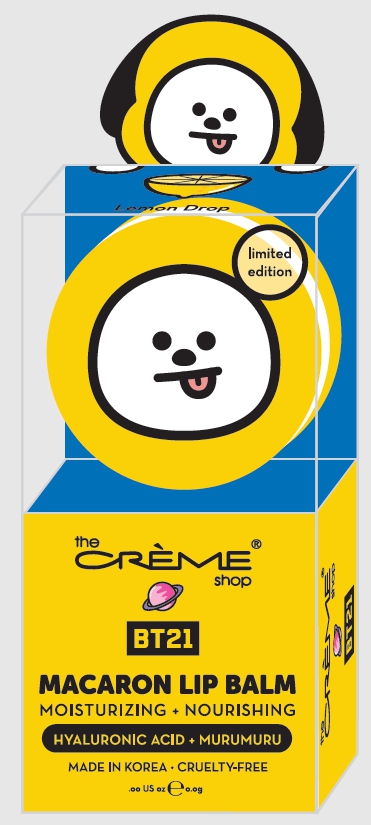 Lemon Drop
limited
edition
the
CRÈME®
shop
BT21
MACARON LIP BALM
MOISTURIZING + NOURISHING
HYALURONIC ACID + MURUMURU
MADE IN KOREA · CRUELTY-FREE
.00 US oz ℮ 0.0g
the
CRÈME
shop
BT21